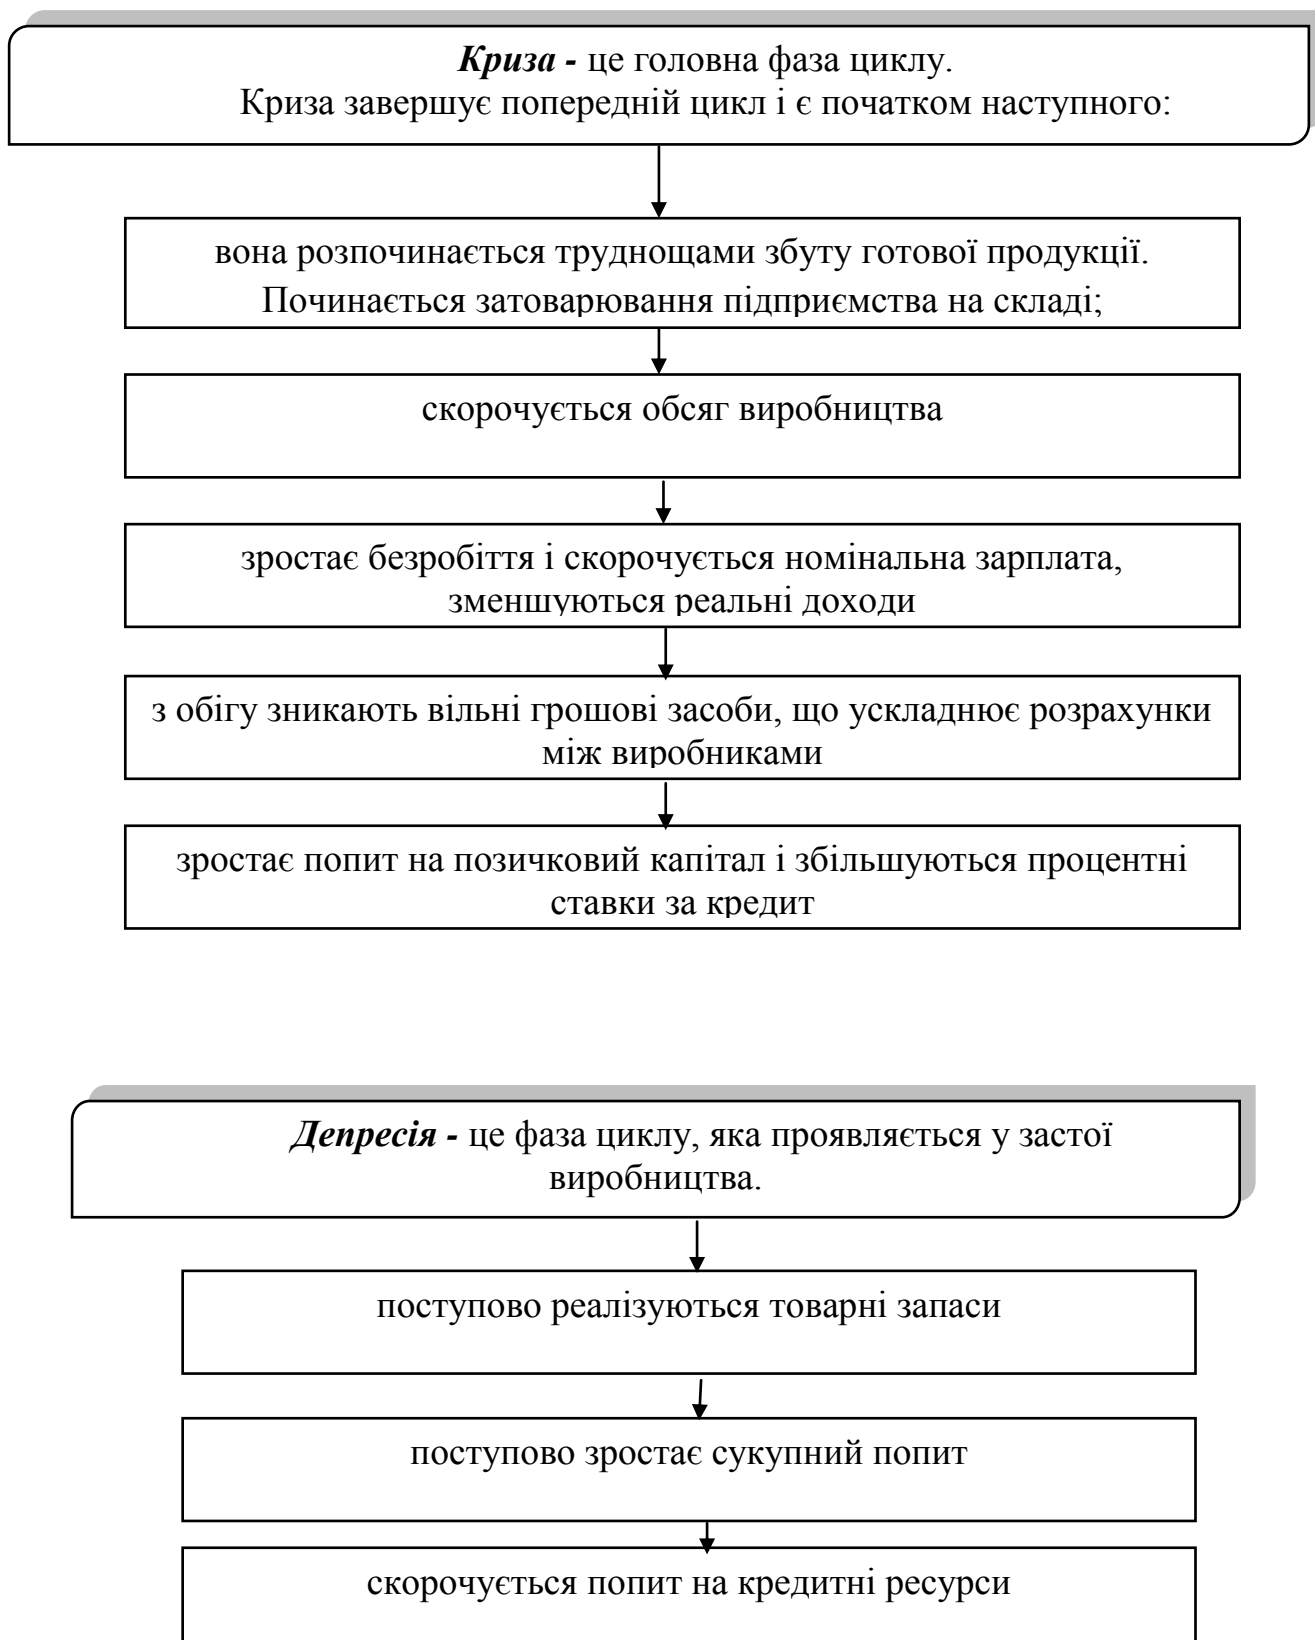 Криза - це головна фаза циклу.
Криза завершує попередній цикл і є початком наступного:
вона розпочинається труднощами збуту готової продукції.
Починається затоварювання підприємства на складі;
скорочується обсяг виробництва
зростає безробіття і скорочується номінальна зарплата,
зменшуються реальні доходи
з обігу зникають вільні грошові засоби, що ускладнює розрахунки
між виробниками
зростає попит на позичковий капітал і збільшуються процентні
ставки за кредит
Депресія - це фаза циклу, яка проявляється у застої
виробництва.
поступово реалізуються товарні запаси
поступово зростає сукупний попит
скорочується попит на кредитні ресурси